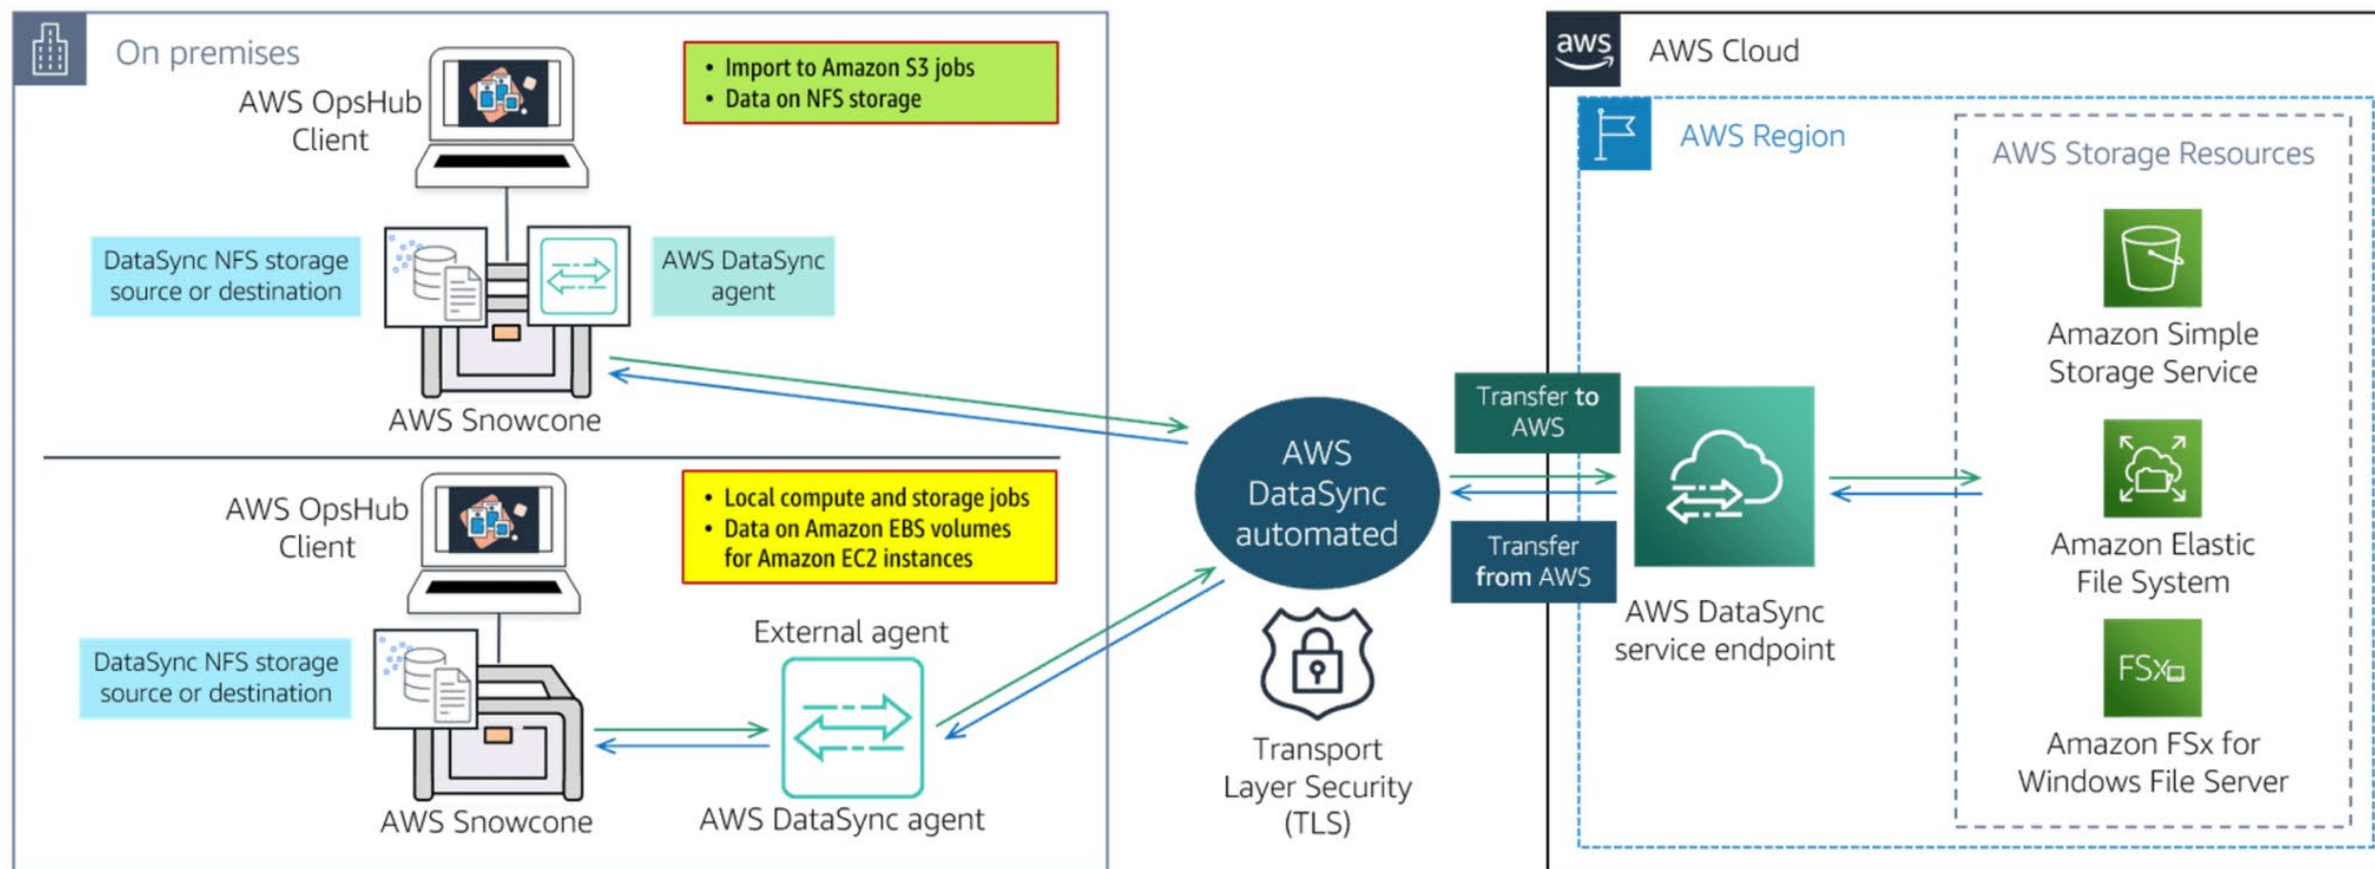 On premises
AWS OpsHub
Client
• Import to Amazon S3 jobs
• Data on NFS storage
DataSync NFS storage
source or destination
AWS DataSync
agent
AWS Snowcone
AWS OpsHub
Client
• Local compute and storage jobs
• Data on Amazon EBS volumes
for Amazon EC2 instances
DataSync NFS storage
source or destination
External agent
AWS Snowcone
AWS DataSync agent
AWS
DataSync
automated
Transport
Layer Security
(TLS)
Transfer to
AWS
Transfer
from AWS
aws
AWS Cloud
AWS Region
AWS DataSync
service endpoint
AWS Storage Resources
Amazon Simple
Storage Service
Amazon Elastic
File System
FSx
Amazon FSx for
Windows File Server